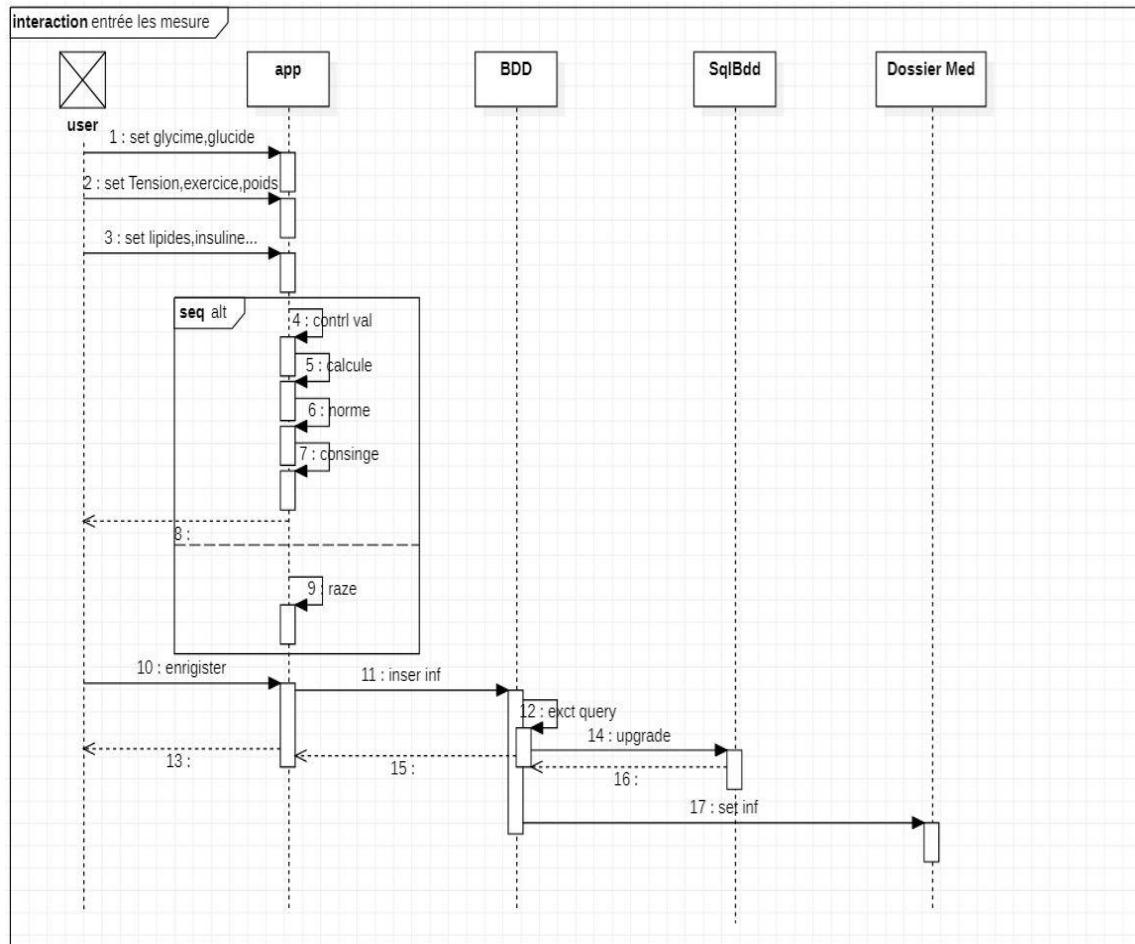 interaction entrée les mesure
app
BDD
SqlBdd
Dossier Med
user
1 : set glycime,glucide
2 : set Tension,exercice,poids
3 : set lipides,insuline...
seq alt
4 : contrl val
5 : calcule
6 : norme
7 : consinge
8 :
9 : raze
10 : enrigister
11 : inser inf
12 : exct query
14 : upgrade
13 :
15 :
16 :
17 : set inf